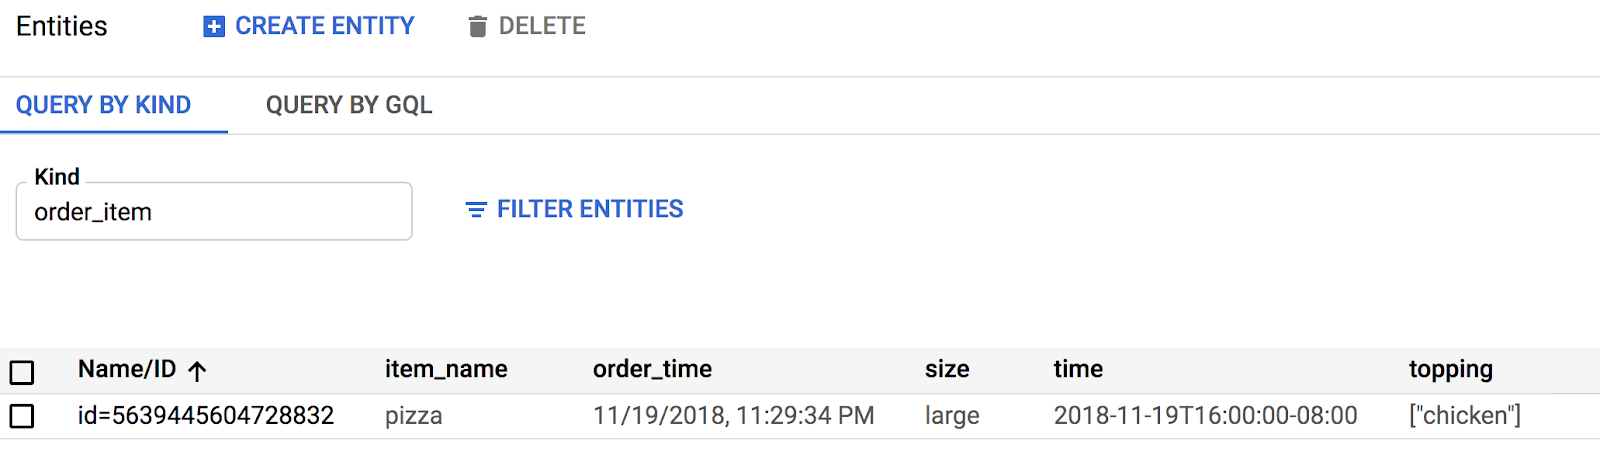 Entities CREATE ENTITY DELETE
QUERY BY KIND QUERY BY GQL
Kind
order_item FILTER ENTITIES
Name/ID ↑ item_name order_time size time topping
id=5639445604728832 pizza 11/19/2018, 11:29:34 PM large 2018-11-19T16:00:00-08:00 ["chicken"]